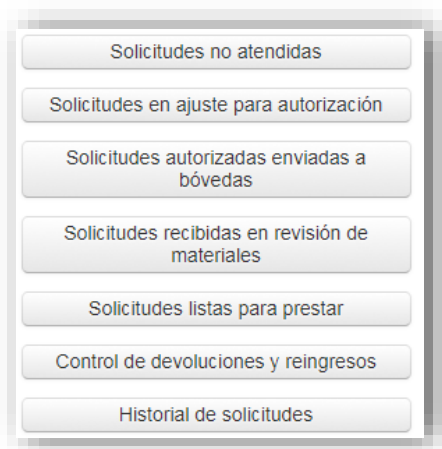 Solicitudes no atendidas
Solicitudes en ajuste para autorización
Solicitudes autorizadas enviadas a
bóvedas
Solicitudes recibidas en revisión de
materiales
Solicitudes listas para prestar
Control de devoluciones y reingresos
Historial de solicitudes